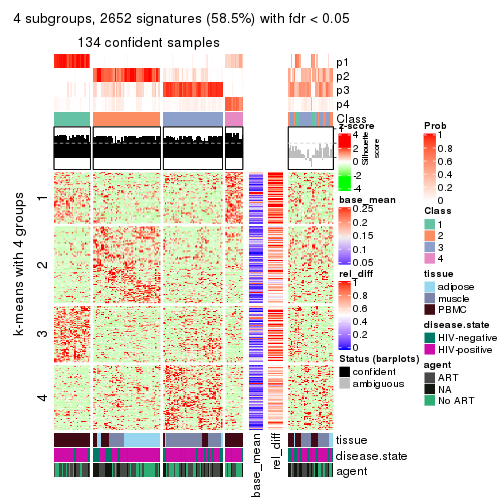 4 subgroups, 2652 signatures (58.5%) with fdr < 0.05
134 confident samples
p1
p2
p3
p4
Class
k-means with 4 groups
1
2
3
4
tissue
disease.state
agent
base_mean
rel_diff
z-score
4
2
0
-2
-4
Silhouette
score
base_mean
0.25
0.2
0.15
0.1
0.05
rel_diff
1
0.8
0.6
0.4
0.2
0
Status (barplots)
confident
ambiguous
Prob
1
0.8
0.6
0.4
0.2
0
Class
1
2
3
4
tissue
adipose
muscle
PBMC
disease.state
HIV-negative
HIV-positive
agent
ART
NA
No ART